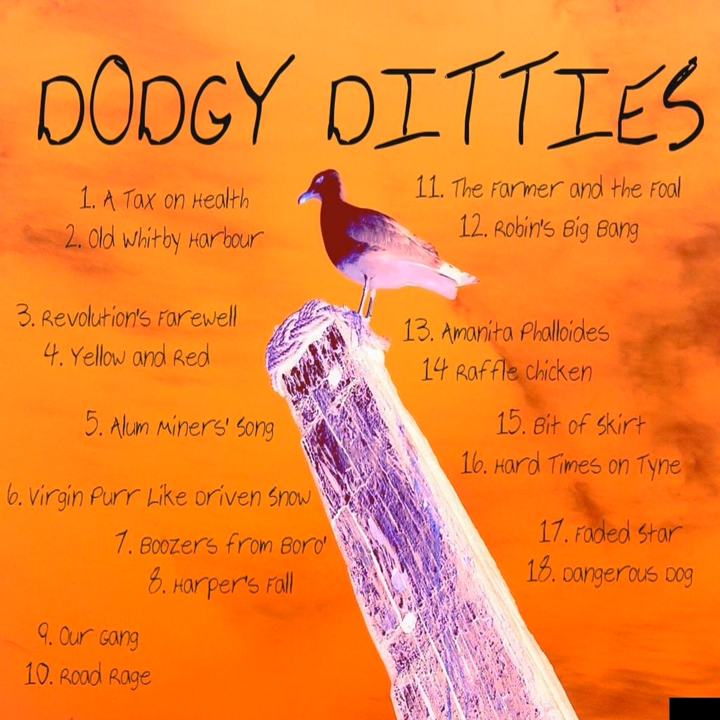 DODGY DITTIES
1. A Tax on Health
2. Old Whitby Harbour
3. Revolution's Farewell
4. Yellow and Red
5. Alum Miners' Song
6. Virgin Purr Like Driven Snow
7. Boozers from Boro'
8. Harper's Fall
9. Our Gang
10. Road Rage
11. The Farmer and the Foal
12. Robin's Big Bang
13. Amanita Phalloides
14 Raffle Chicken
15. Bit of Skirt
16. Hard Times on Tyne
17. Faded Star
18. Dangerous Dog